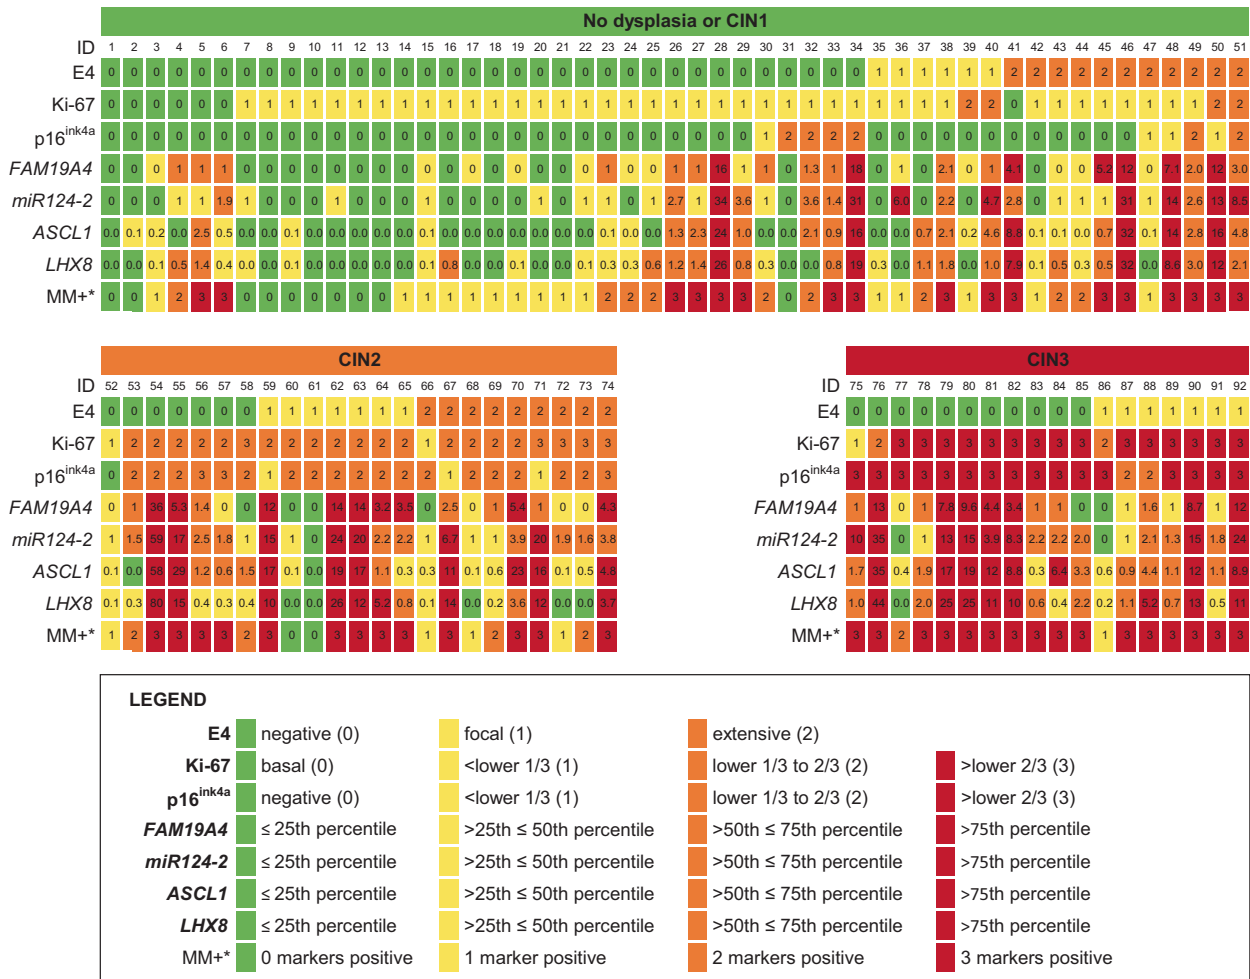 No dysplasia or CIN1
ID 1 2 3 4 5 6 7 8 9 10 11 12 13 14 15 16 17 18 19 20 21 22 23 24 25 26 27 28 29 30 31 32 33 34 35 36 37 38 39 40 41 42 43 44 45 46 47 48 49 50 51
E4 0 0 0 0 0 0 0 0 0 0 0 0 0 0 0 0 0 0 0 0 0 0 0 0 0 0 0 0 0 0 0 0 0 0 1 1 1 1 1 1 2 2 2 2 2 2 2 2 2 2 2
Ki-67 0 0 0 0 0 0 1 1 1 1 1 1 1 1 1 1 1 1 1 1 1 1 1 1 1 1 1 1 1 1 1 1 1 1 1 1 1 1 2 2 0 1 1 1 1 1 1 1 1 2 2
p16ink4a 0 0 0 0 0 0 0 0 0 0 0 0 0 0 0 0 0 0 0 0 0 0 0 0 0 0 0 0 0 1 2 2 2 2 0 0 0 0 0 0 0 0 0 0 0 0 1 1 2 1 2
FAM19A4 0 0 0 1 1 1 0 0 0 0 0 0 0 0 0 0 0 0 0 0 0 0 1 0 0 1 1 16 1 1 0 1.3 1 18 0 1 0 2.1 0 1 4.1 0 0 0 5.2 12 0 7.1 2.0 12 3.0
miR124-2 0 0 0 1 1 1.9 1 0 0 0 1 0 0 0 1 0 0 0 0 1 0 1 1 0 1 2.7 1 34 3.6 1 0 3.6 1.4 31 0 6.0 0 2.2 0 4.7 2.8 0 1 1 1 31 1 14 2.6 13 8.5
ASCL1 0.0 0.1 0.2 0.0 2.5 0.5 0.0 0.0 0.1 0.0 0.0 0.0 0.0 0.0 0.1 0.0 0.0 0.0 0.0 0.0 0.0 0.0 0.1 0.0 0.0 1.3 2.3 24 1.0 0.0 0.0 2.1 0.9 16 0.0 0.0 0.7 2.1 0.2 4.6 8.8 0.1 0.1 0.0 0.7 32 0.1 14 2.8 16 4.8
LHX8 0.0 0.0 0.1 0.5 1.4 0.4 0.0 0.0 0.1 0.0 0.0 0.0 0.0 0.0 0.1 0.8 0.0 0.0 0.1 0.0 0.0 0.1 0.3 0.3 0.6 1.2 1.4 26 0.8 0.3 0.0 0.0 0.8 19 0.3 0.0 1.1 1.8 0.0 1.0 7.9 0.1 0.5 0.3 0.5 32 0.0 8.6 3.0 12 2.1
MM+* 0 0 1 2 3 3 0 0 0 0 0 0 0 1 1 1 1 1 1 1 1 1 2 2 2 3 3 3 3 2 0 2 3 3 1 1 2 3 1 3 3 1 2 2 3 3 1 3 3 3 3
CIN2
ID 52 53 54 55 56 57 58 59 60 61 62 63 64 65 66 67 68 69 70 71 72 73 74
E4 0 0 0 0 0 0 0 1 1 1 1 1 1 1 2 2 2 2 2 2 2 2 2
Ki-67 1 2 2 2 2 2 3 2 2 2 2 2 2 2 1 2 2 2 2 3 3 3 3
p16ink4a 0 2 2 2 3 3 2 1 2 2 2 1 2 2 2 1 2 2 2 1 2 2 3
FAM19A4 0 1 36 5.3 1.4 0 0 12 0 0 14 14 3.2 3.5 0 2.5 0 1 5.4 1 0 0 4.3
miR124-2 1 1.5 59 17 2.5 1.8 1 15 1 0 24 20 2.2 2.2 1 6.7 1 1 3.9 20 1.9 1.6 3.8
ASCL1 0.1 0.0 58 29 1.2 0.6 1.5 17 0.1 0.0 19 17 1.1 0.3 0.3 11 0.1 0.6 23 16 0.1 0.5 4.8
LHX8 0.1 0.3 80 15 0.4 0.3 0.4 10 0.0 0.0 26 12 5.2 0.8 0.1 14 0.0 0.2 3.6 12 0.0 0.0 3.7
MM+* 1 2 3 3 3 3 2 3 0 0 3 3 3 3 1 3 1 2 3 3 1 2 3
CIN3
ID 75 76 77 78 79 80 81 82 83 84 85 86 87 88 89 90 91 92
E4 0 0 0 0 0 0 0 0 0 0 0 1 1 1 1 1 1 1
Ki-67 1 2 3 3 3 3 3 3 3 3 3 2 3 3 3 3 3 3
p16ink4a 3 3 3 3 3 3 3 3 3 3 3 3 2 2 3 3 3 3
FAM19A4 1 13 0 1 7.8 9.6 4.4 3.4 1 1 0 0 1 1.6 1 8.7 1 12
miR124-2 10 35 0 1 13 15 3.9 8.3 2.2 2.2 2.0 0 1 2.1 1.3 15 1.8 24
ASCL1 1.7 35 0.4 1.9 17 19 12 8.8 0.3 6.4 3.3 0.6 0.9 4.4 1.1 12 1.1 8.9
LHX8 1.0 44 0.0 2.0 25 25 11 10 0.6 0.4 2.2 0.2 1.1 5.2 0.7 13 0.5 11
MM+* 3 3 2 3 3 3 3 3 3 3 3 1 3 3 3 3 3 3
LEGEND
E4 negative (0) focal (1) extensive (2)
Ki-67 basal (0) <lower 1/3 (1) lower 1/3 to 2/3 (2) >lower 2/3 (3)
p16ink4a negative (0) <lower 1/3 (1) lower 1/3 to 2/3 (2) >lower 2/3 (3)
FAM19A4 ≤ 25th percentile >25th ≤ 50th percentile >50th ≤ 75th percentile >75th percentile
miR124-2 ≤ 25th percentile >25th ≤ 50th percentile >50th ≤ 75th percentile >75th percentile
ASCL1 ≤ 25th percentile >25th ≤ 50th percentile >50th ≤ 75th percentile >75th percentile
LHX8 ≤ 25th percentile >25th ≤ 50th percentile >50th ≤ 75th percentile >75th percentile
MM+* 0 markers positive 1 marker positive 2 markers positive 3 markers positive